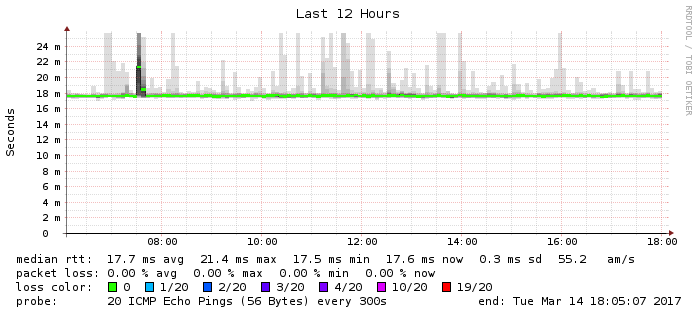 Last 12 Hours
RRDTOOL / TOBI OETIKER
Seconds
24 m
22 m
20 m
18 m
16 m
14 m
12 m
10 m
8 m
6 m
4 m
2 m
0
08:00 10:00 12:00 14:00 16:00 18:00
median rtt: 17.7 ms avg 21.4 ms max 17.5 ms min 17.6 ms now 0.3 ms sd 55.2 am/s
packet loss: 0.00 % avg 0.00 % max 0.00 % min 0.00 % now
loss color: 0 1/20 2/20 3/20 4/20 10/20 19/20
probe: 20 ICMP Echo Pings (56 Bytes) every 300s end: Tue Mar 14 18:05:07 2017